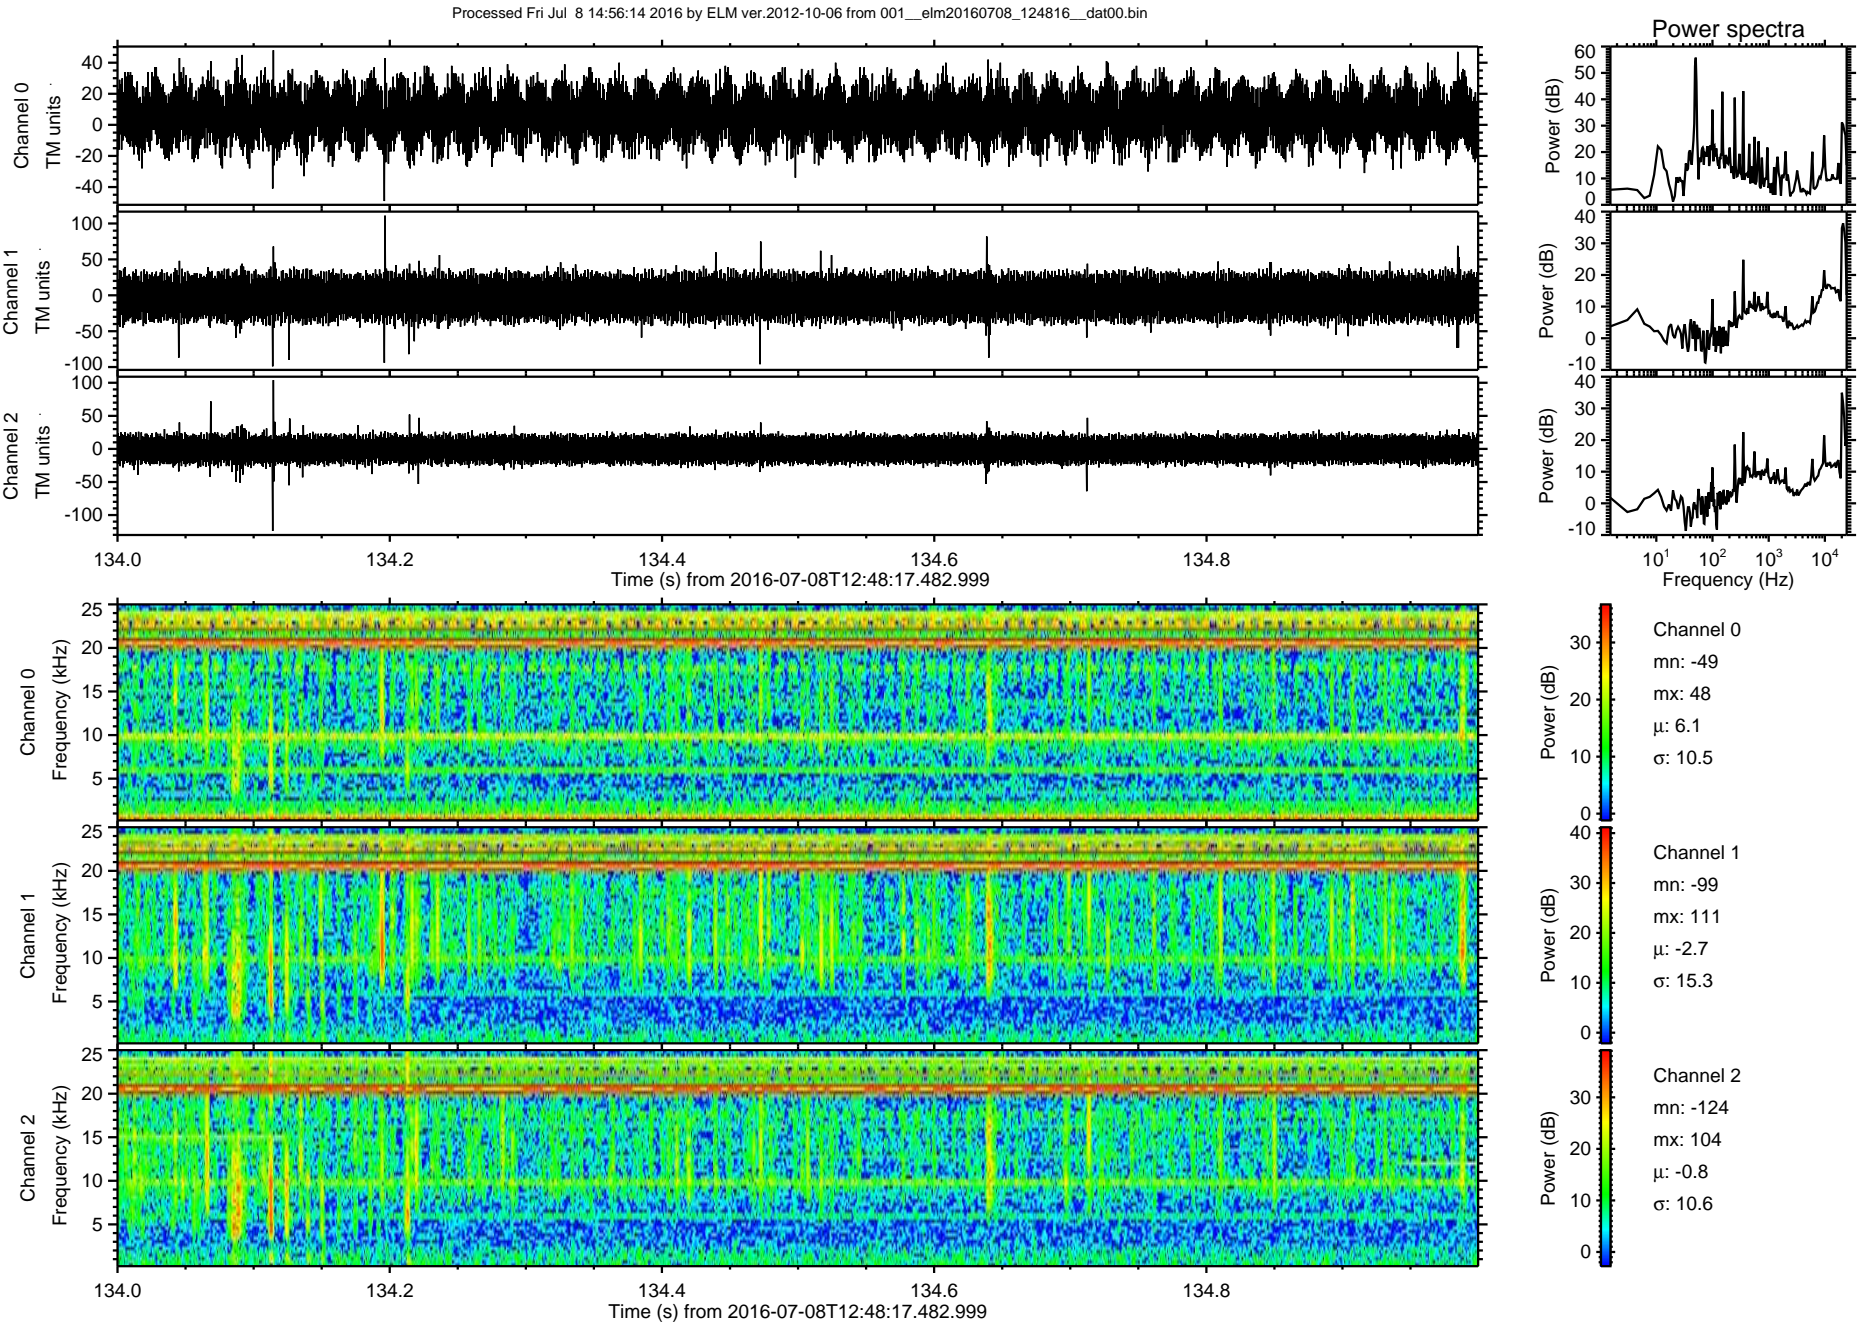 Processed Fri Jul 8 14:56:14 2016 by ELM ver.2012-10-06 from 001__elm20160708_124816__dat00.bin
Power spectra
Channel 0
TM units
40
20
0
-20
-40
Power (dB)
60
50
40
30
20
10
0
Channel 1
TM units
100
50
0
-50
-100
Power (dB)
40
30
20
10
0
-10
Channel 2
TM units
100
50
0
-50
-100
Power (dB)
40
30
20
10
0
-10
134.0 134.2 134.4 134.6 134.8
Time (s) from 2016-07-08T12:48:17.482.999
10¹ 10² 10³ 10⁴
Frequency (Hz)
Channel 0
Frequency (kHz)
25
20
15
10
5
Power (dB)
30
20
10
0
Channel 0
mn: -49
mx: 48
μ: 6.1
σ: 10.5
Channel 1
Frequency (kHz)
25
20
15
10
5
Power (dB)
40
30
20
10
0
Channel 1
mn: -99
mx: 111
μ: -2.7
σ: 15.3
Channel 2
Frequency (kHz)
25
20
15
10
5
Power (dB)
30
20
10
0
Channel 2
mn: -124
mx: 104
μ: -0.8
σ: 10.6
134.0 134.2 134.4 134.6 134.8
Time (s) from 2016-07-08T12:48:17.482.999